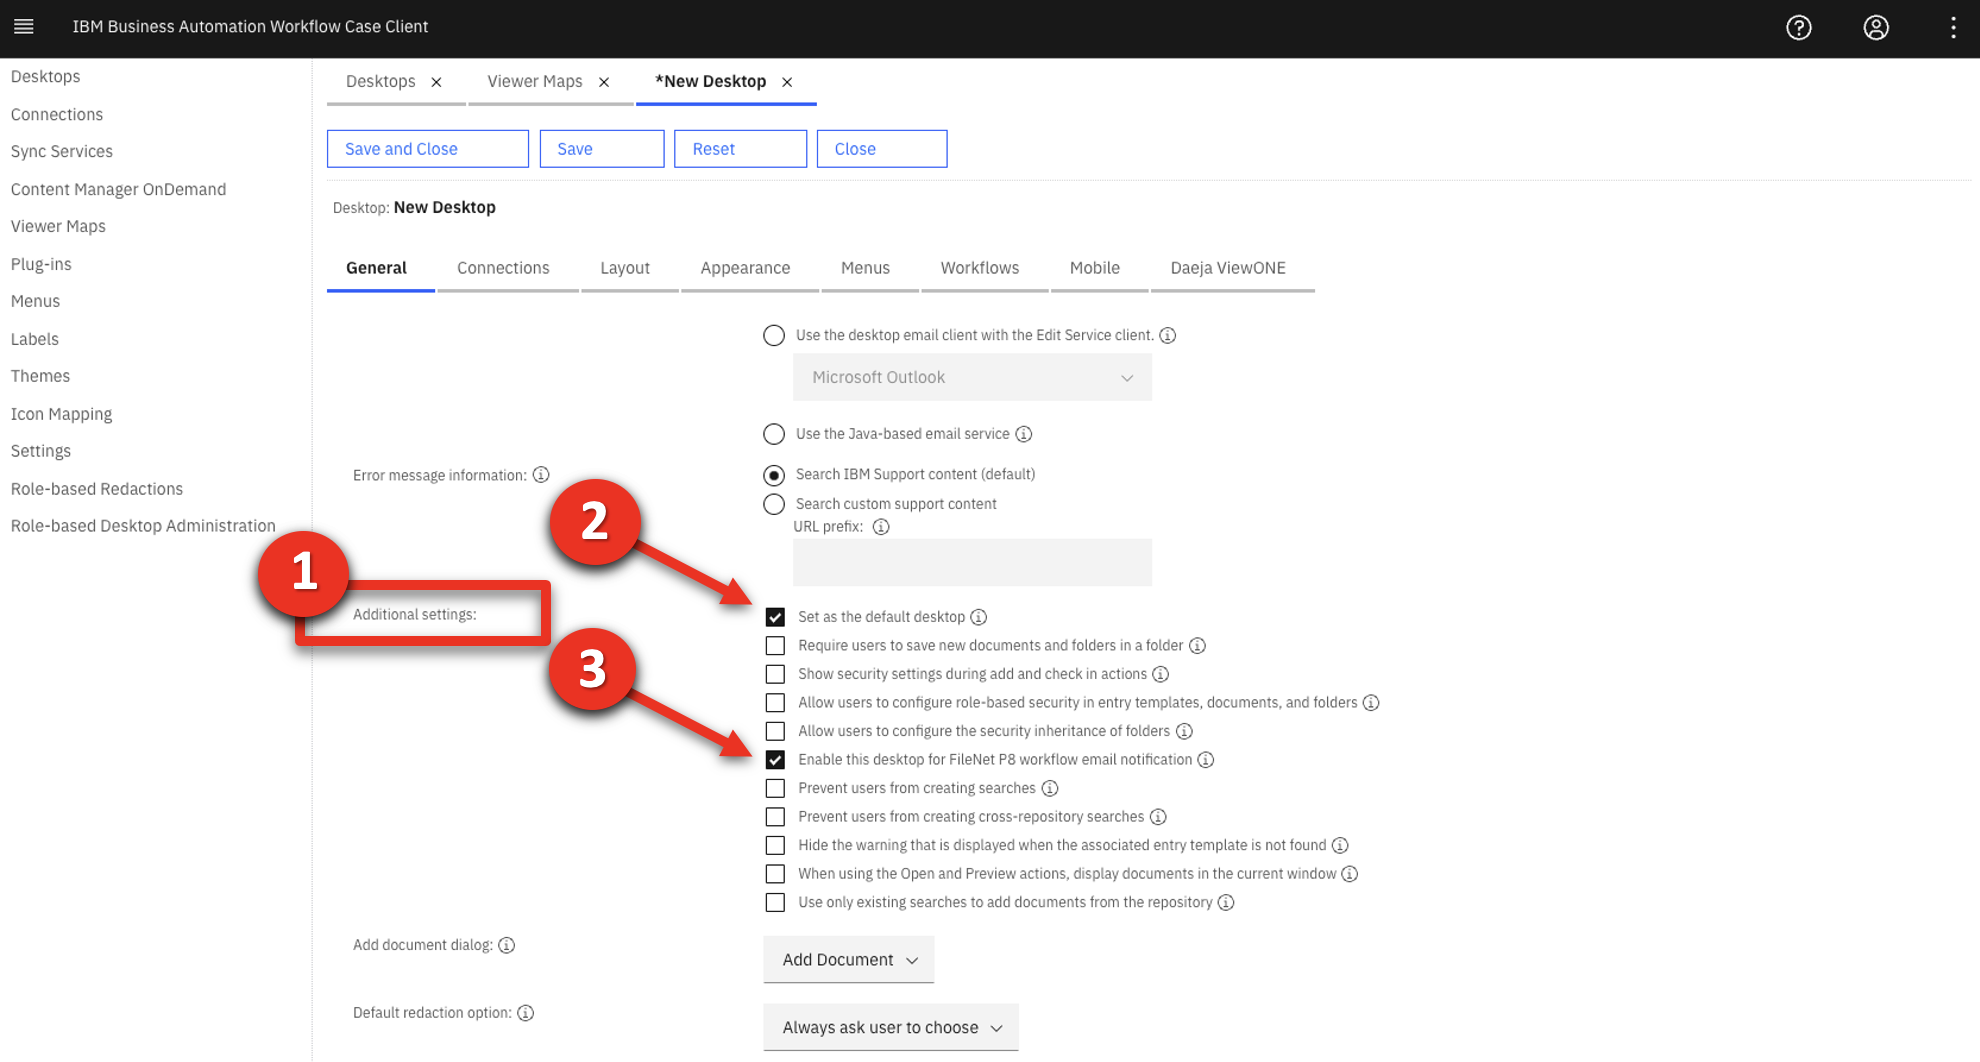 IBM Business Automation Workflow Case Client
Desktops
Connections
Sync Services
Content Manager OnDemand
Viewer Maps
Plug-ins
Menus
Labels
Themes
Icon Mapping
Settings
Role-based Redactions
Role-based Desktop Administration
Desktops Viewer Maps *New Desktop
Save and Close Save Reset Close
Desktop: New Desktop
General Connections Layout Appearance Menus Workflows Mobile Daeja ViewONE
Use the desktop email client with the Edit Service client.
Microsoft Outlook
Use the Java-based email service
Error message information: Search IBM Support content (default)
Search custom support content
URL prefix:
1
2
3
Additional settings: Set as the default desktop
Require users to save new documents and folders in a folder
Show security settings during add and check in actions
Allow users to configure role-based security in entry templates, documents, and folders
Allow users to configure the security inheritance of folders
Enable this desktop for FileNet P8 workflow email notification
Prevent users from creating searches
Prevent users from creating cross-repository searches
Hide the warning that is displayed when the associated entry template is not found
When using the Open and Preview actions, display documents in the current window
Use only existing searches to add documents from the repository
Add document dialog: Add Document
Default redaction option: Always ask user to choose